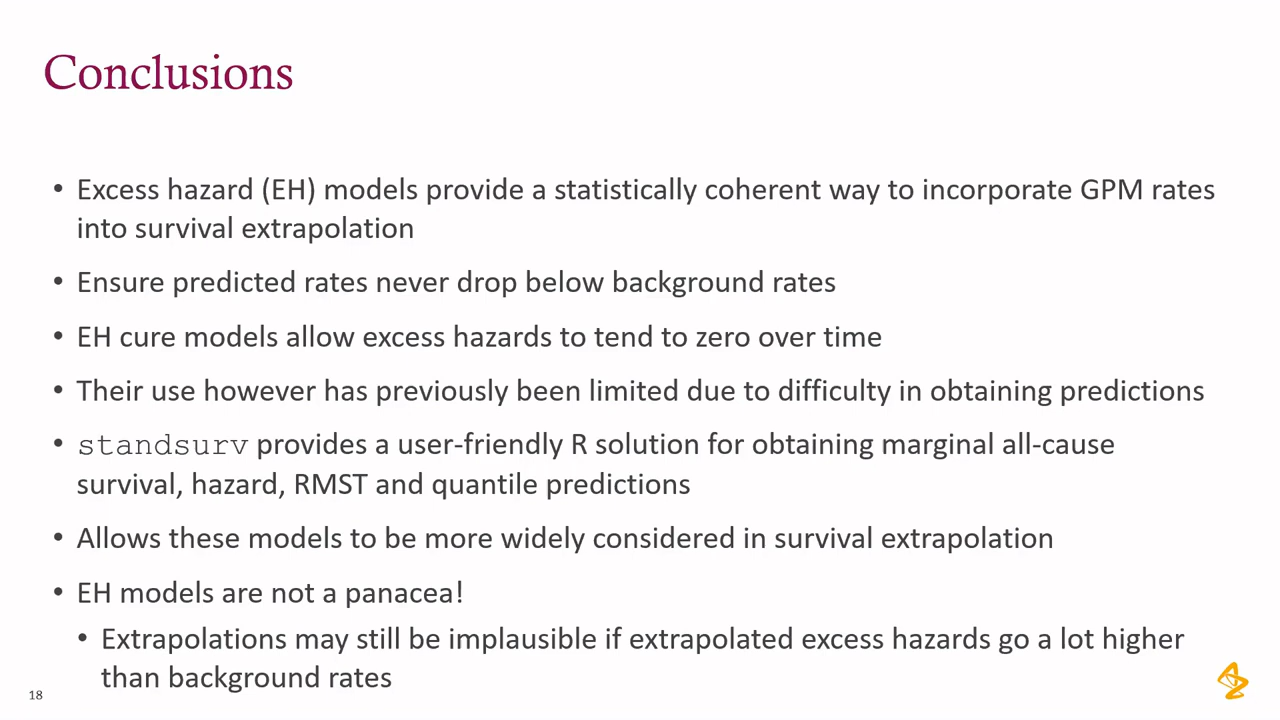 Conclusions
• Excess hazard (EH) models provide a statistically coherent way to incorporate GPM rates
into survival extrapolation
• Ensure predicted rates never drop below background rates
• EH cure models allow excess hazards to tend to zero over time
• Their use however has previously been limited due to difficulty in obtaining predictions
• standsurv provides a user-friendly R solution for obtaining marginal all-cause
survival, hazard, RMST and quantile predictions
• Allows these models to be more widely considered in survival extrapolation
• EH models are not a panacea!
• Extrapolations may still be implausible if extrapolated excess hazards go a lot higher
than background rates
18